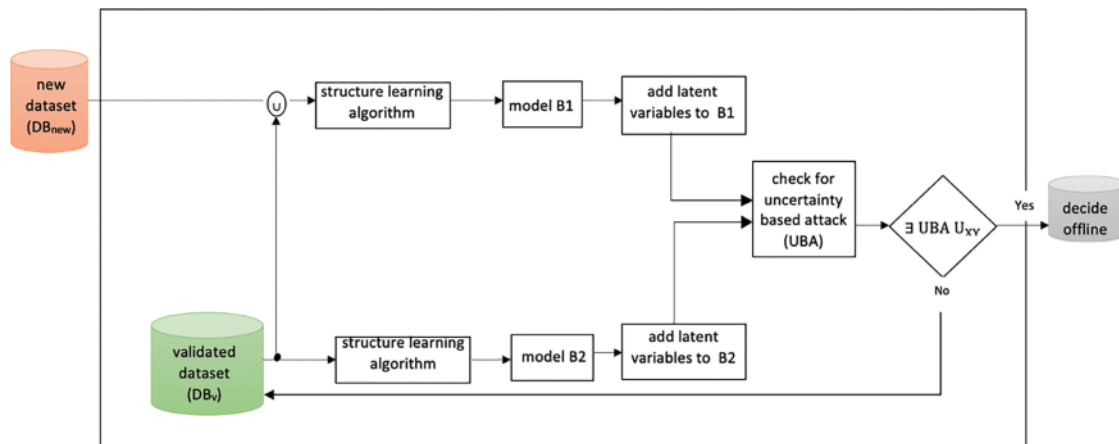 new
dataset
(DBnew)
∪
structure learning
algorithm
model B1
add latent
variables to B1
check for
uncertainty
based attack
(UBA)
∃ UBA UXY
Yes
decide
offline
No
validated
dataset
(DBv)
structure learning
algorithm
model B2
add latent
variables to B2